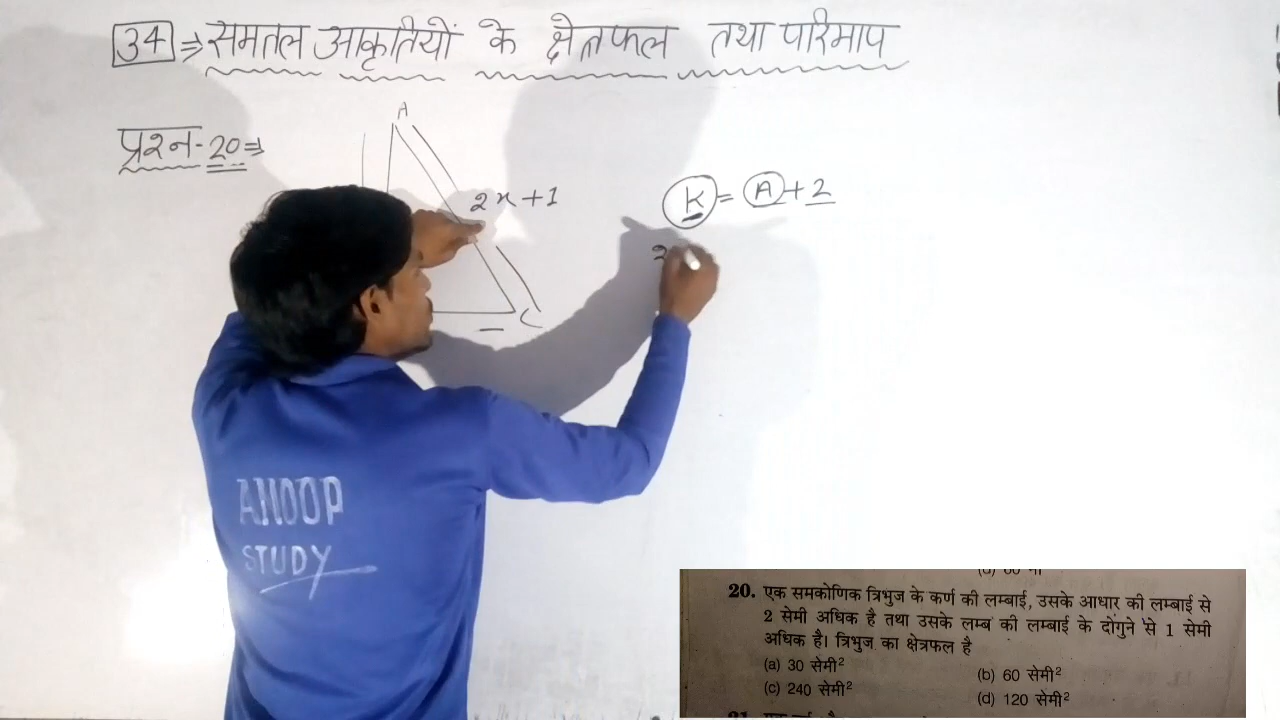 34 ⇒ समतल आकृतियों के क्षेत्रफल तथा परिमाप
प्रश्न-20 ⇒
A
2x+1
C
K = A + 2
2
ANOOP
STUDY
20. एक समकोणिक त्रिभुज के कर्ण की लम्बाई, उसके आधार की लम्बाई से
2 सेमी अधिक है तथा उसके लम्ब की लम्बाई के दोगुने से 1 सेमी
अधिक है। त्रिभुज का क्षेत्रफल है
(a) 30 सेमी² (b) 60 सेमी²
(c) 240 सेमी² (d) 120 सेमी²